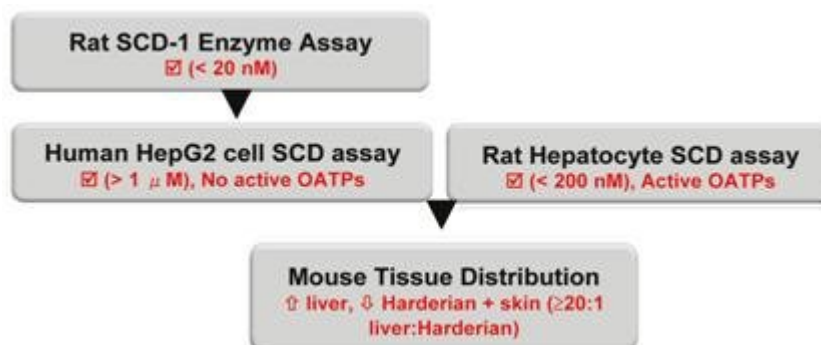 Rat SCD-1 Enzyme Assay
☑ (< 20 nM)
Human HepG2 cell SCD assay
☑ (> 1 μ M), No active OATPs
Rat Hepatocyte SCD assay
☑ (< 200 nM), Active OATPs
Mouse Tissue Distribution
⇧ liver, ⇩ Harderian + skin (≥20:1
liver:Harderian)